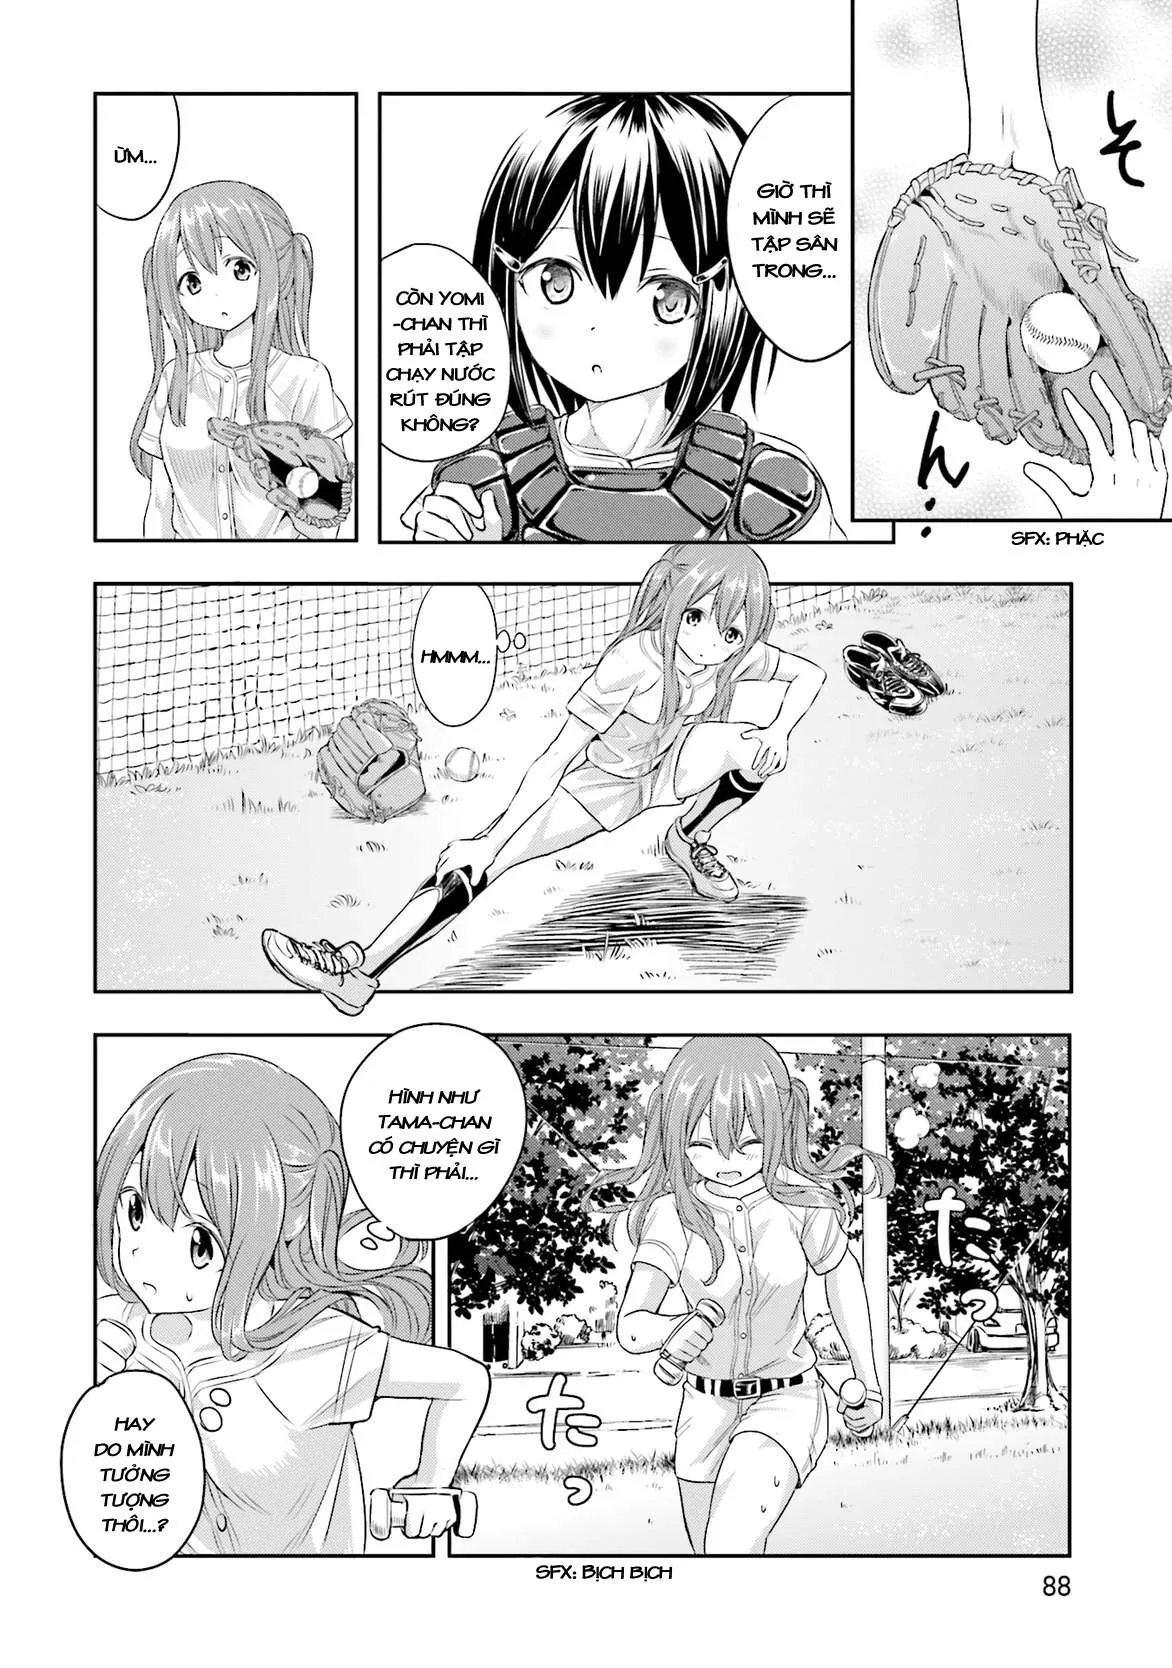 そ
ん・・
SFX: PHẶC
GIỜ THÌ
MÌNH SẼ
TẬP SÂN
TRONG...
CÒN YOMI
-CHAN THÌ
PHẢI TẬP
CHẠY NƯỚC
RÚT ĐÚNG
KHÔNG?
ỪM...
HMMM...
たっ
たっ
SFX: BỊCH BỊCH
HÌNH NHƯ
TAMA-CHAN
CÓ CHUYỆN GÌ
THÌ PHẢI...
HAY
DO MÌNH
TƯỞNG
TƯỢNG
THÔI...?
88